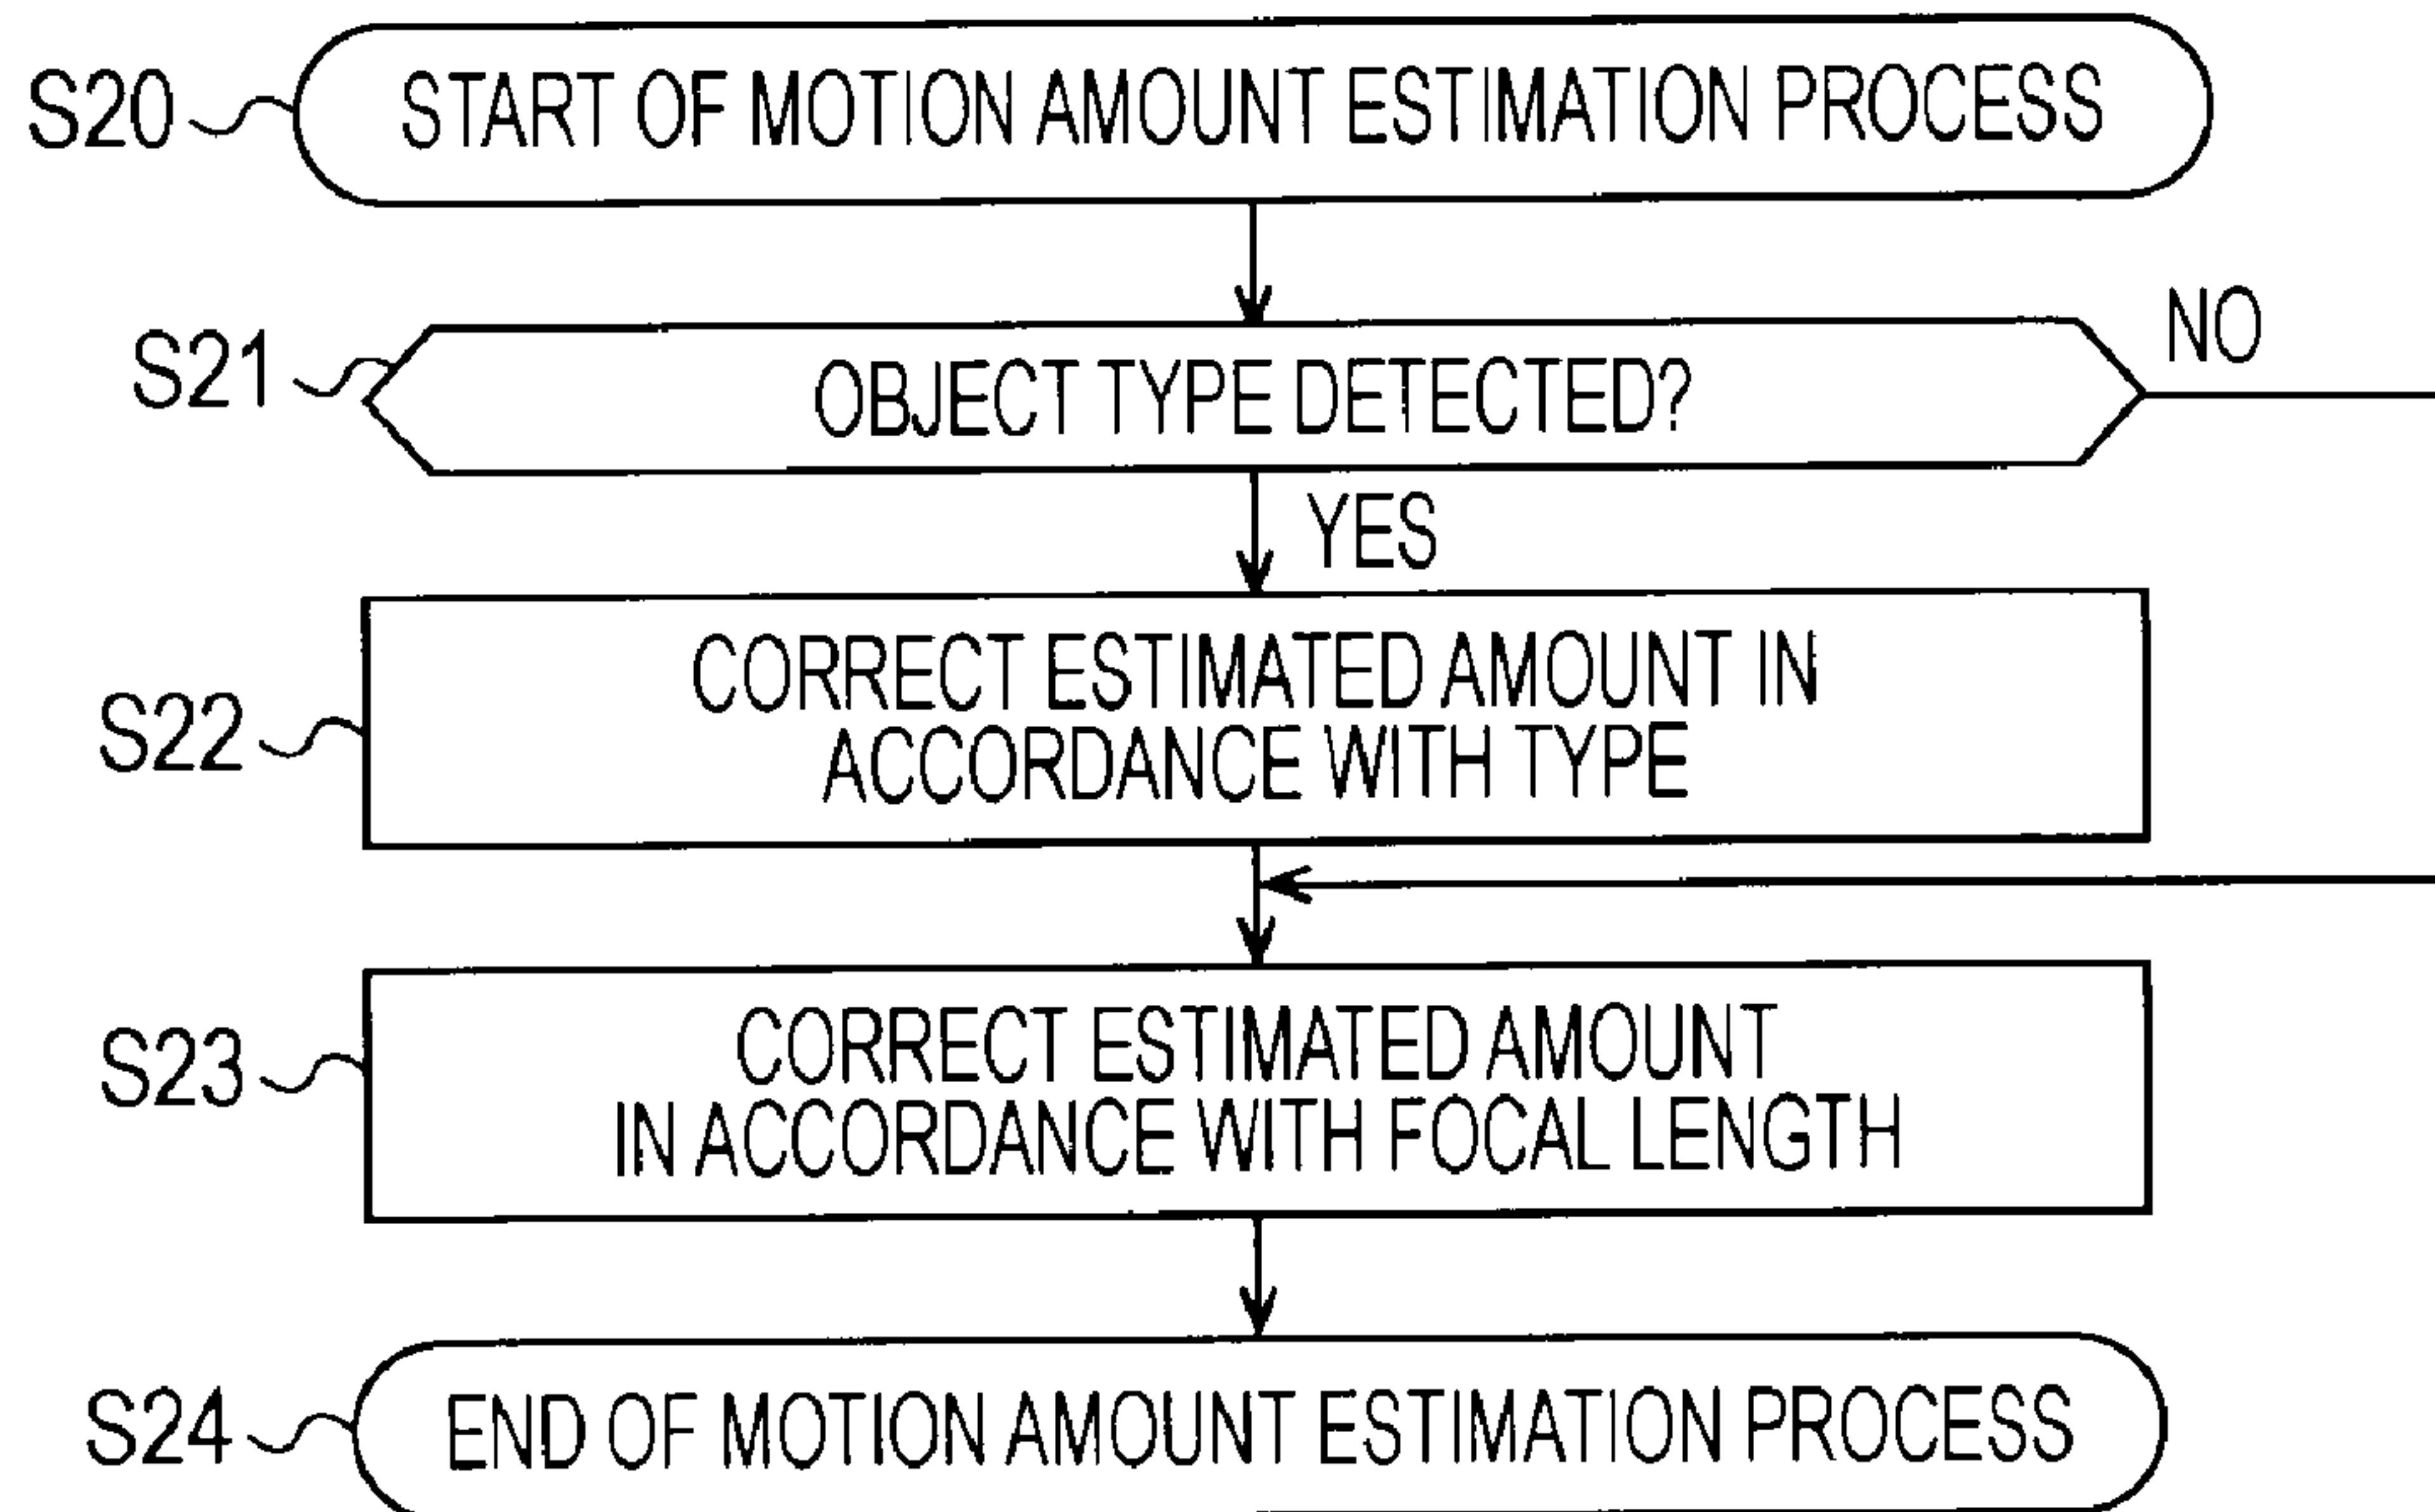 S20
START OF MOTION AMOUNT ESTIMATION PROCESS
S21
OBJECT TYPE DETECTED?
NO
YES
S22
CORRECT ESTIMATED AMOUNT IN
ACCORDANCE WITH TYPE
S23
CORRECT ESTIMATED AMOUNT
IN ACCORDANCE WITH FOCAL LENGTH
S24
END OF MOTION AMOUNT ESTIMATION PROCESS